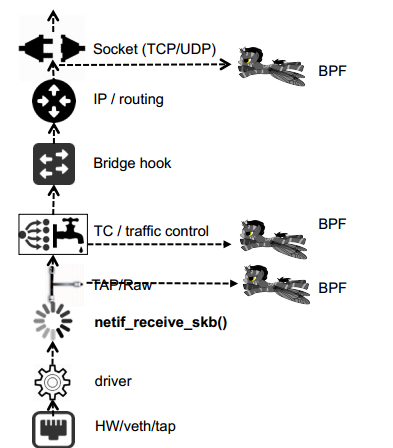 Socket (TCP/UDP)
BPF
IP / routing
Bridge hook
TC / traffic control
BPF
TAP/Raw
BPF
netif_receive_skb()
driver
HW/veth/tap